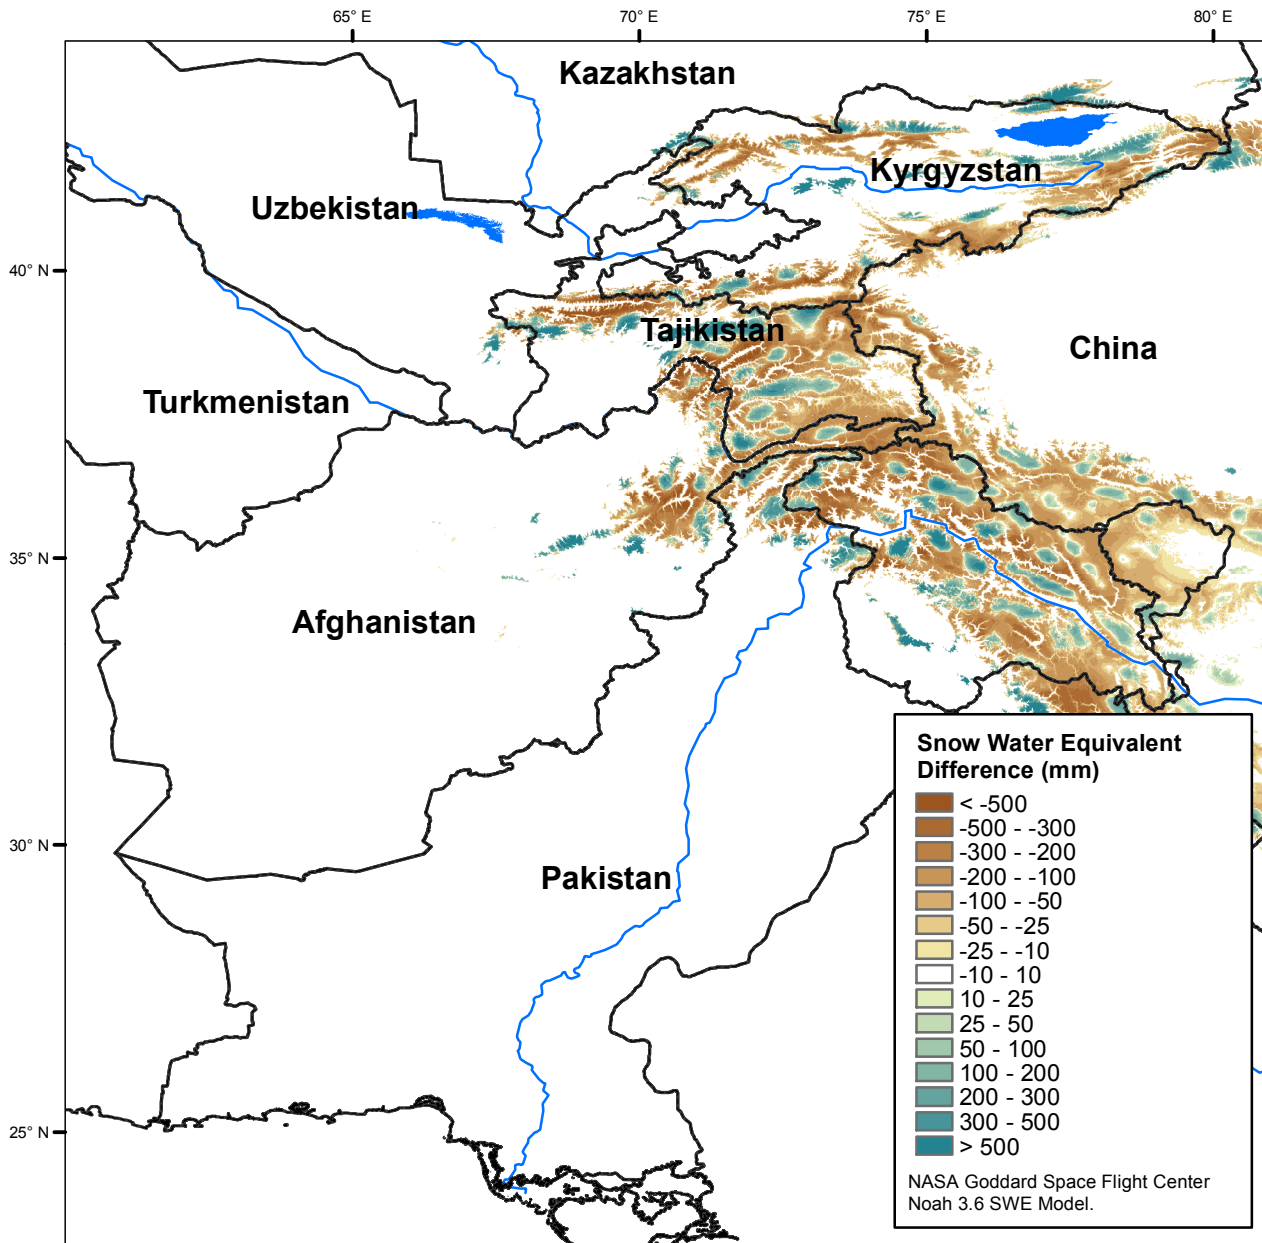 65° E
70° E
75° E
80° E
Kazakhstan
Kyrgyzstan
Uzbekistan
40° N
Tajikistan
China
Turkmenistan
35° N
Afghanistan
30° N
Pakistan
25° N
Snow Water Equivalent
Difference (mm)
< -500
-500 - -300
-300 - -200
-200 - -100
-100 - -50
-50 - -25
-25 - -10
-10 - 10
10 - 25
25 - 50
50 - 100
100 - 200
200 - 300
300 - 500
> 500
NASA Goddard Space Flight Center
Noah 3.6 SWE Model.